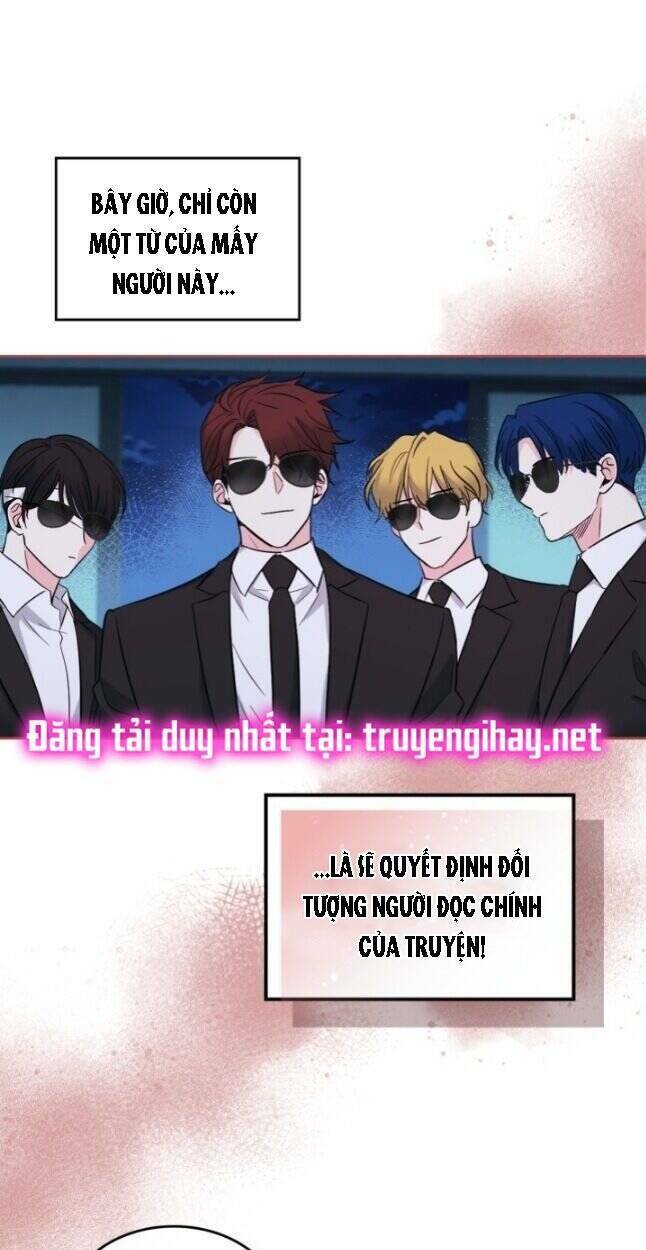 BÂY GIỜ, CHỈ CÒN
MỘT TỪ CỦA MẤY
NGƯỜI NÀY...
Đăng tải duy nhất tại: truyengihay.net
...LÀ SẼ QUYẾT ĐỊNH ĐỐI
TƯỢNG NGƯỜI ĐỌC CHÍNH
CỦA TRUYỆN!